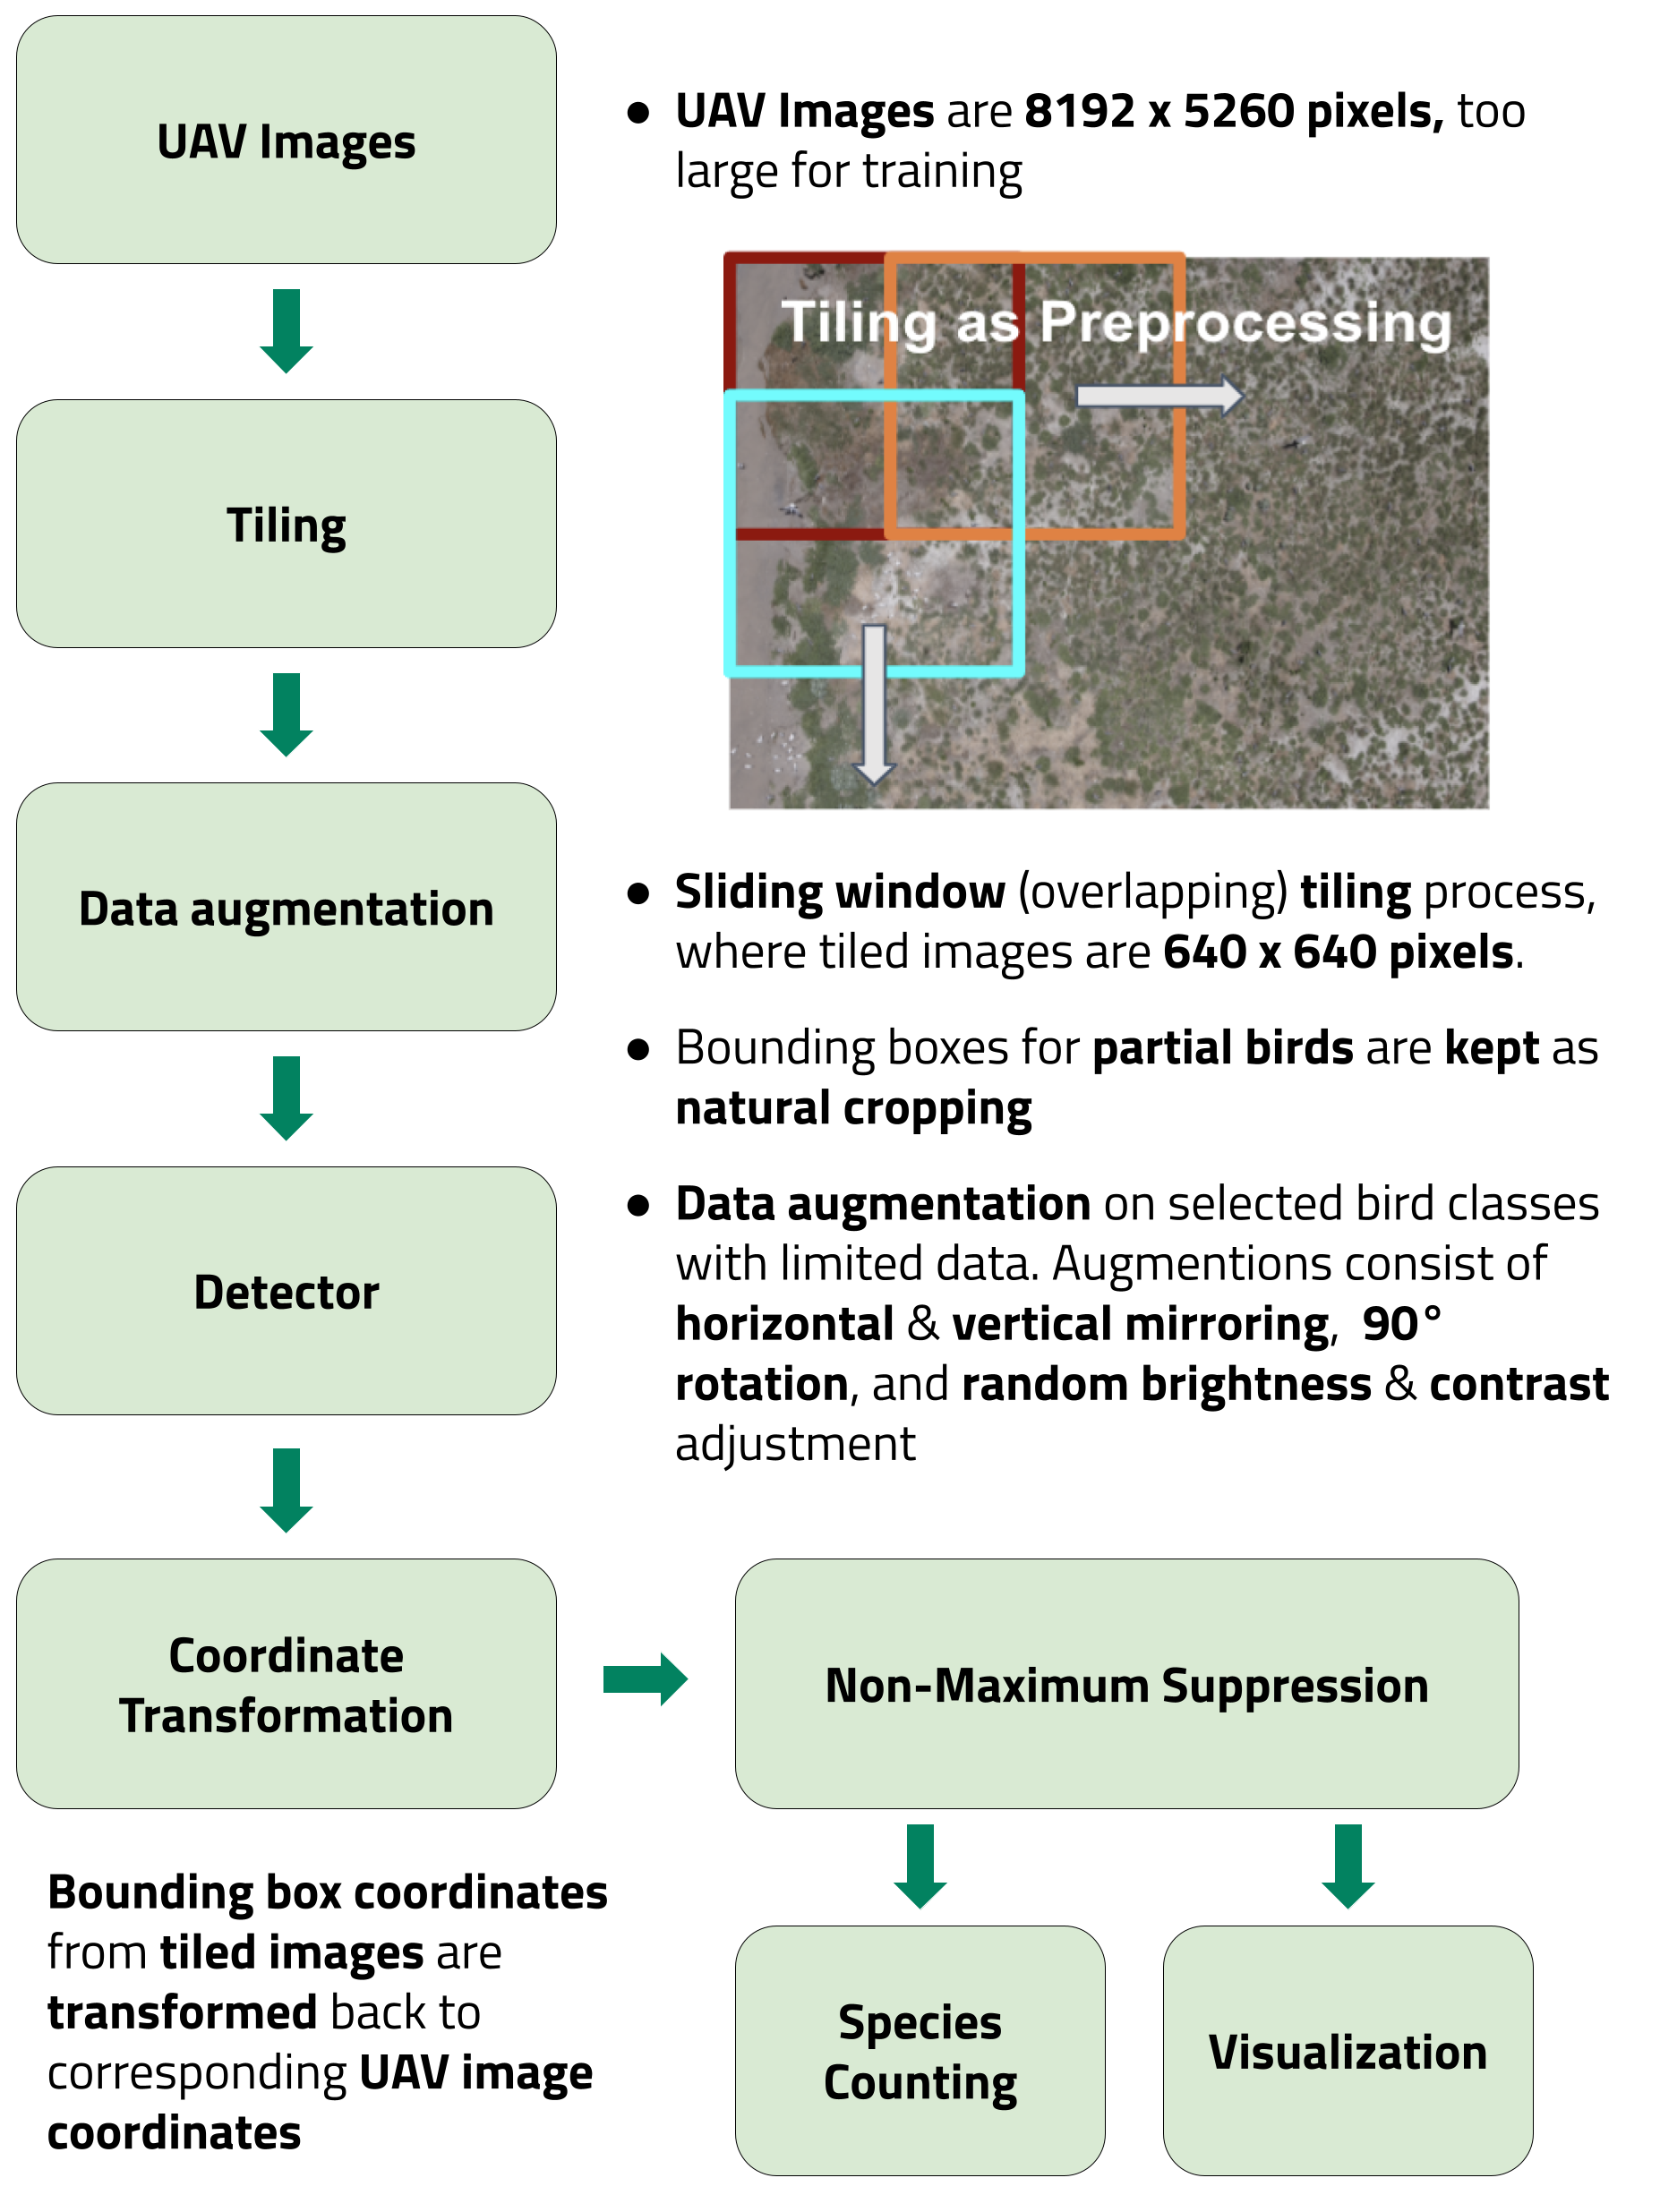 UAV Images
● UAV Images are 8192 x 5260 pixels, too
large for training
Tiling as Preprocessing
Tiling
Data augmentation
● Sliding window (overlapping) tiling process,
where tiled images are 640 x 640 pixels.
● Bounding boxes for partial birds are kept as
natural cropping
● Data augmentation on selected bird classes
with limited data. Augmentions consist of
horizontal & vertical mirroring, 90°
rotation, and random brightness & contrast
adjustment
Detector
Coordinate
Transformation
Non-Maximum Suppression
Bounding box coordinates
from tiled images are
transformed back to
corresponding UAV image
coordinates
Species
Counting
Visualization